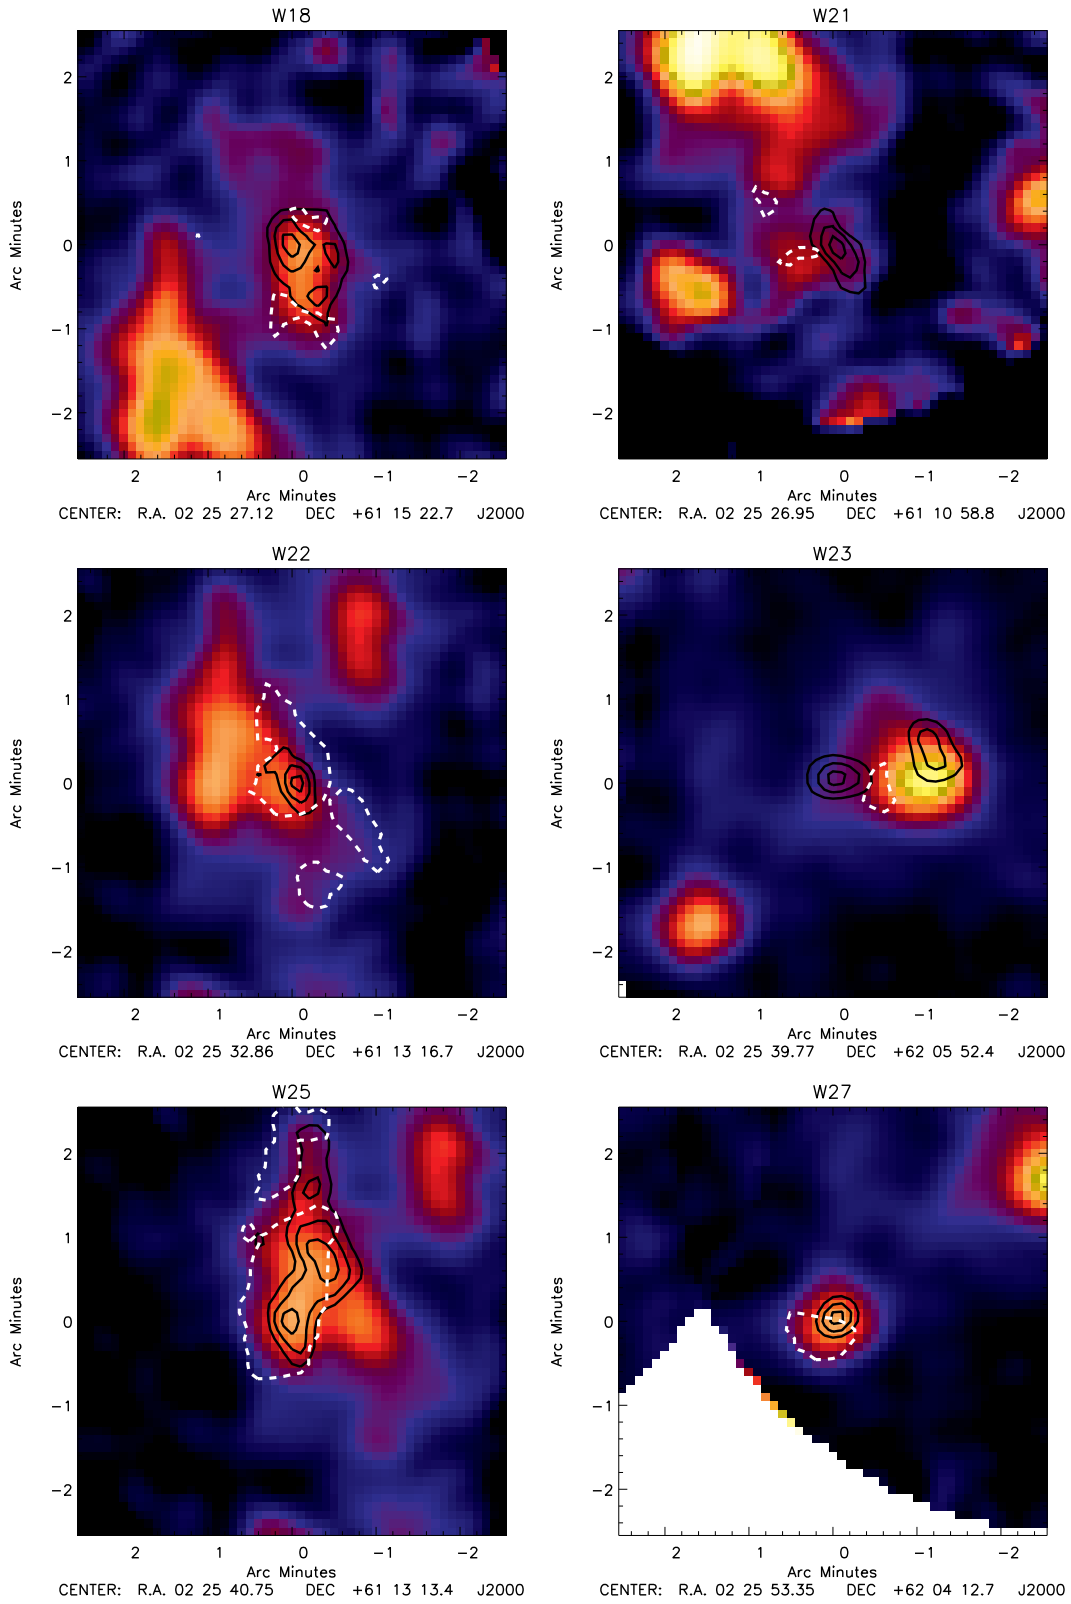 W18
W21
Arc Minutes
2
1
0
−1
−2
2 1 0 −1 −2
Arc Minutes
CENTER: R.A. 02 25 27.12 DEC +61 15 22.7 J2000
Arc Minutes
2
1
0
−1
−2
2 1 0 −1 −2
Arc Minutes
CENTER: R.A. 02 25 26.95 DEC +61 10 58.8 J2000
W22
W23
Arc Minutes
2
1
0
−1
−2
2 1 0 −1 −2
Arc Minutes
CENTER: R.A. 02 25 32.86 DEC +61 13 16.7 J2000
Arc Minutes
2
1
0
−1
−2
2 1 0 −1 −2
Arc Minutes
CENTER: R.A. 02 25 39.77 DEC +62 05 52.4 J2000
W25
W27
Arc Minutes
2
1
0
−1
−2
2 1 0 −1 −2
Arc Minutes
CENTER: R.A. 02 25 40.75 DEC +61 13 13.4 J2000
Arc Minutes
2
1
0
−1
−2
2 1 0 −1 −2
Arc Minutes
CENTER: R.A. 02 25 53.35 DEC +62 04 12.7 J2000